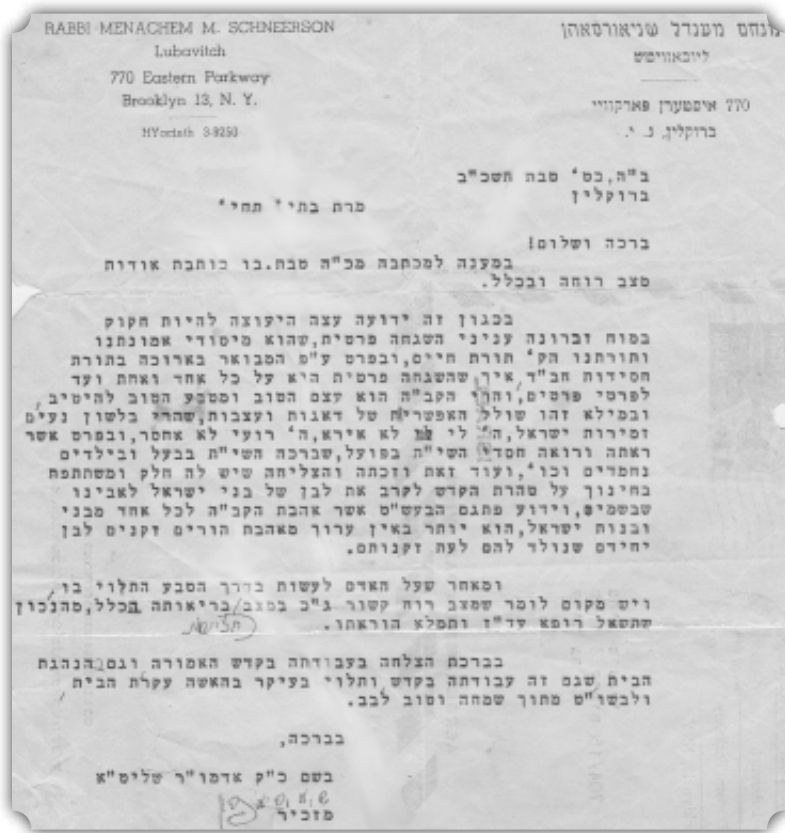 RABBI MENACHEM M. SCHNEERSON
Lubavitch
770 Eastern Parkway
Brooklyn 13, N. Y.
HYacinth 3-9250
מנחם מענדל שניאורסאהן
ליובאוויטש
770 איסטערן פארקוויי
ברוקלין, נ. י.
ב"ה, כט' טבת תשכ"ב
ברוקלין
מרת בתי' תחי'
ברכה ושלום!
במענה למכתבה מכ"ה טבת.בו כותבת אודות
מצב רוחה ובכלל.
בכגון זה ידועה עצה היעוצה להיות חקוק
במוח וברונה עניני השגחה פרטית,שהוא מיסודי אמונתנו
ותורתנו הק' תורת חיים,ובפרט ע"פ המבואר בארוכה בתורת
חסידות חב"ד,איך שהשגחה פרטית היא על כל אחד ואחת ועד
לפרטי פרטים,והרי הקב"ה הוא עצם הטוב ומטבע הטוב להיטיב,
ובמילא זהו שולל האפשרית של דאגות ועצבות,שהרי בלשון נעים
זמירות ישראל,ה' לי לא אירא,ה' רועי לא אחסר,ובפרט אשר
ראתה ורואה חסדי השי"ת בפועל,שברכה השי"ת בבעל ובילדים
נחמדים וכו',ועוד זאת וזכתה והצליחה שיש לה חלק ומשתתפת
בחינוך על טהרת הקדש לקרב את לבן של בני ישראל לאבינו
שבשמים,וידוע פתגם הבעש"ט אשר אהבת הקב"ה לכל אחד מבני
ובנות ישראל,הוא יותר באין ערוך מאהבת הורים זקנים לבן
יחידם שנולד להם לעת זקנותם.
ומאחר שעל האדם לעשות בדרך הטבע התלוי בו,
ויש מקום לומר שמצב רוח קשור ג"כ במצב בריאותה בכלל,מהנכון
שתשאל רופא עד"ז ותמלא הוראתו.
בברכת הצלחה בעבודתה בקדש האמורה וגם הנהגת
הבית שגם זה עבודתה בקדש,ותלוי בעיקר בהאשה עקרת הבית
ולבשו"ט מתוך שמחה וטוב לבב.
בברכה,
בשם כ"ק אדמו"ר שליט"א
מזכיר